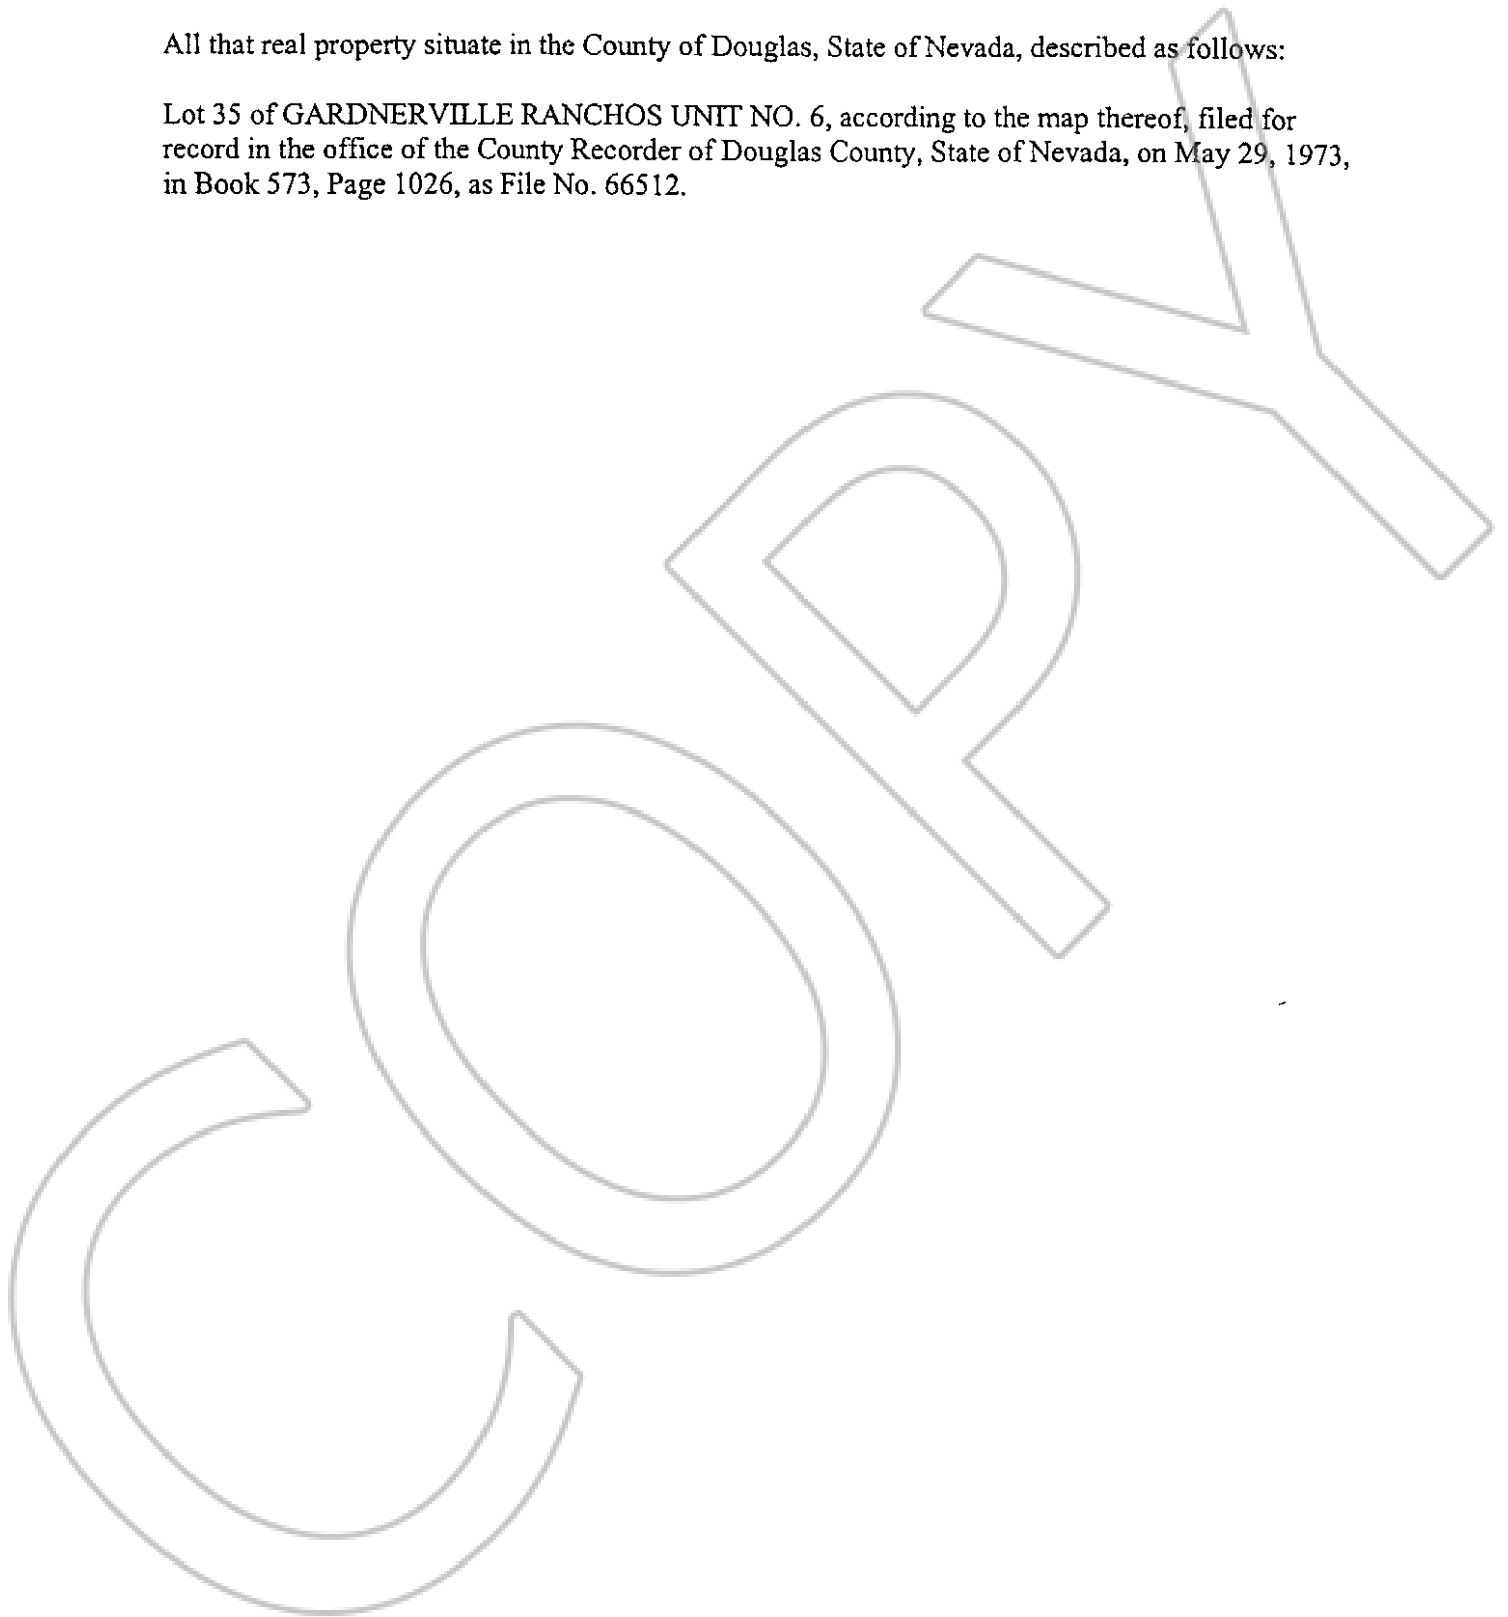 All that real property situate in the County of Douglas, State of Nevada, described as follows:
Lot 35 of GARDNERVILLE RANCHOS UNIT NO. 6, according to the map thereof, filed for
record in the office of the County Recorder of Douglas County, State of Nevada, on May 29, 1973,
in Book 573, Page 1026, as File No. 66512.
COPY